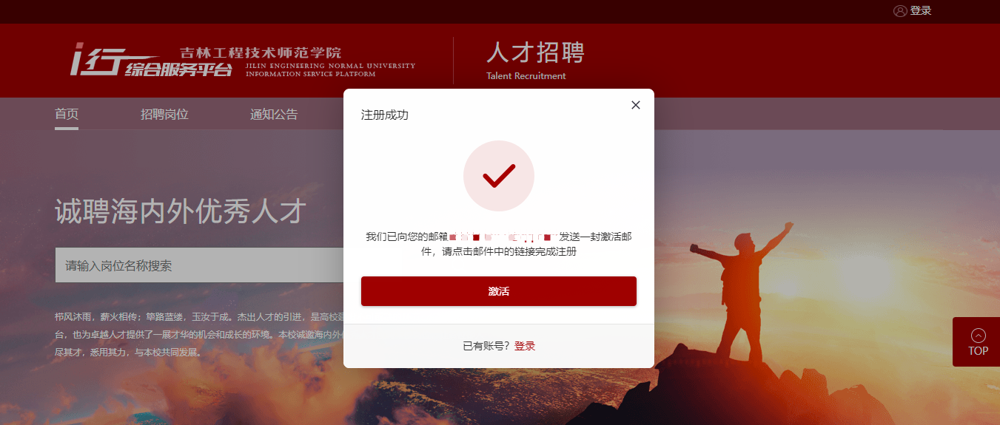 登录
i行综合服务平台
吉林工程技术师范学院
JILIN ENGINEERING NORMAL UNIVERSITY
INFORMATION SERVICE PLATFORM
人才招聘
Talent Recruitment
首页
招聘岗位
通知公告
注册成功
我们已向您的邮箱 发送一封激活邮
件，请点击邮件中的链接完成注册
激活
已有账号？登录
诚聘海内外优秀人才
请输入岗位名称搜索
栉风沐雨，薪火相传；筚路蓝缕，玉汝于成。杰出人才的引进，是高校
台，也为卓越人才提供了一展才华的机会和成长的环境。本校诚邀海内外
尽其才，悉用其力，与本校共同发展。
TOP